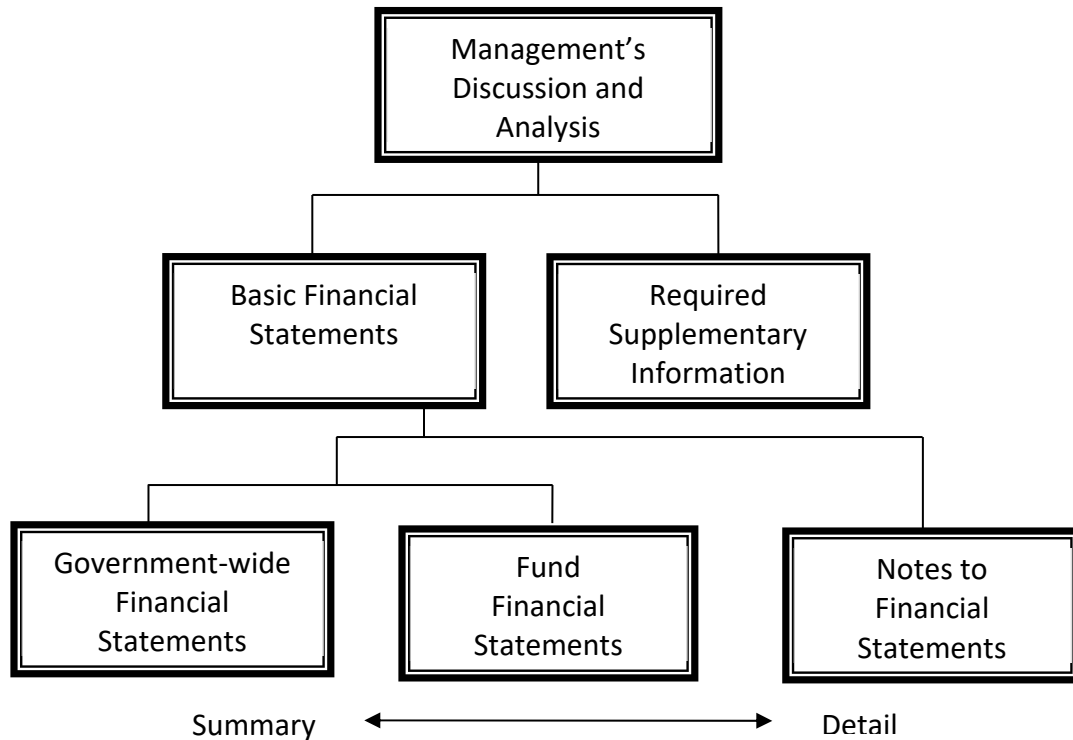 Management’s
Discussion and
Analysis
Basic Financial
Statements
Required
Supplementary
Information
Government-wide
Financial
Statements
Fund
Financial
Statements
Notes to
Financial
Statements
Summary
Detail